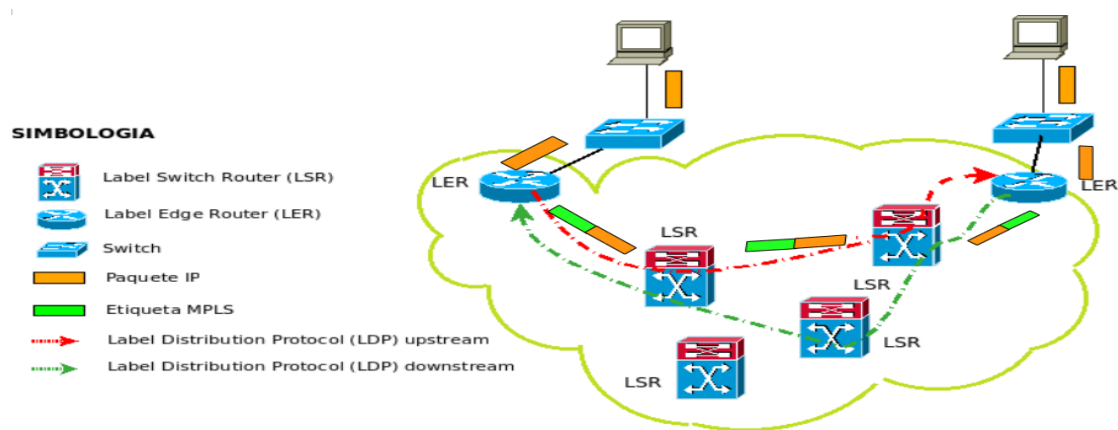 SIMBOLOGIA
Label Switch Router (LSR)
Label Edge Router (LER)
Switch
Paquete IP
Etiqueta MPLS
Label Distribution Protocol (LDP) upstream
Label Distribution Protocol (LDP) downstream
LER
LER
LSR
LSR
LSR
LSR